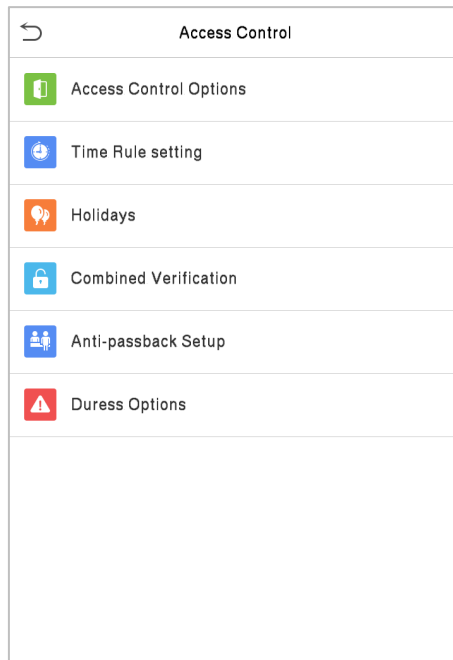 Access Control
Access Control Options
Time Rule setting
Holidays
Combined Verification
Anti-passback Setup
Duress Options